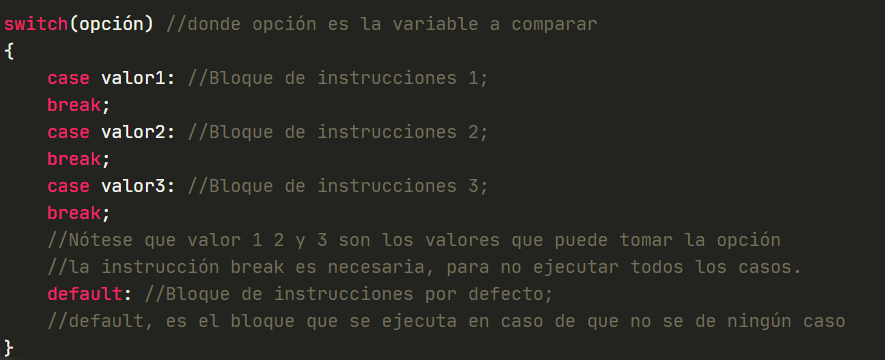 switch(opción) //donde opción es la variable a comparar
{
    case valor1: //Bloque de instrucciones 1;
    break;
    case valor2: //Bloque de instrucciones 2;
    break;
    case valor3: //Bloque de instrucciones 3;
    break;
    //Nótese que valor 1 2 y 3 son los valores que puede tomar la opción
    //la instrucción break es necesaria, para no ejecutar todos los casos.
    default: //Bloque de instrucciones por defecto;
    //default, es el bloque que se ejecuta en caso de que no se de ningún caso
}